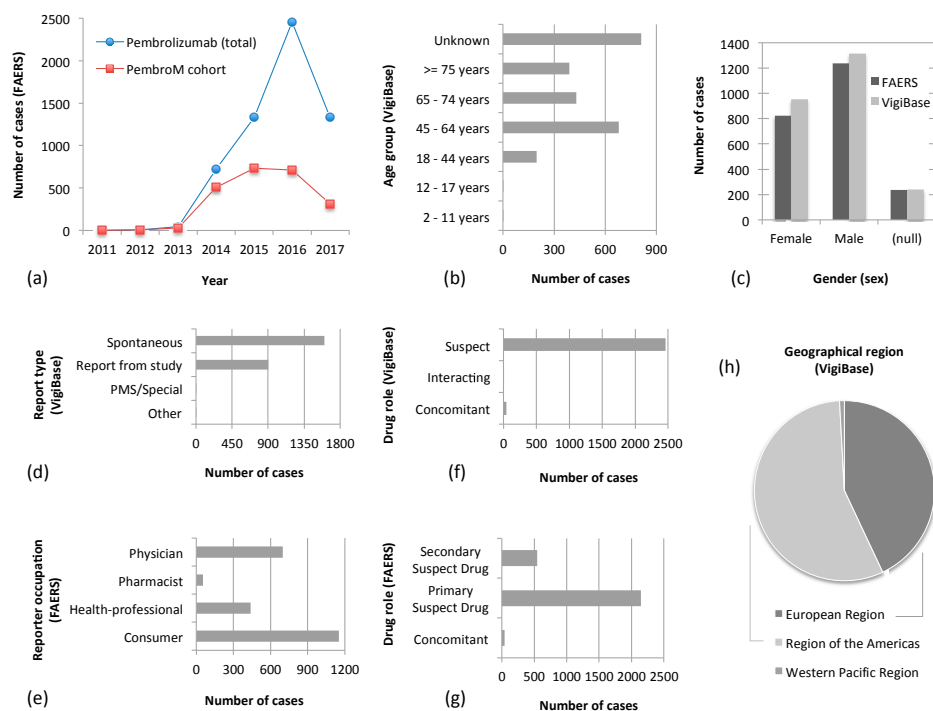 2500
2000
1500
1000
500
0
Number of cases (FAERS)
Pembrolizumab (total)
PembroM cohort
2011 2012 2013 2014 2015 2016 2017
(a)
Year
Age group (VigiBase)
Unknown
>= 75 years
65 - 74 years
45 - 64 years
18 - 44 years
12 - 17 years
2 - 11 years
0 300 600 900
(b)
Number of cases
1400
1200
1000
800
600
400
200
0
Number of cases
FAERS
VigiBase
Female Male (null)
(c)
Gender (sex)
Report type
(VigiBase)
Spontaneous
Report from study
PMS/Special
Other
0 450 900 1350 1800
(d)
Number of cases
Drug role (VigiBase)
Suspect
Interacting
Concomitant
0 500 1000 1500 2000 2500
(f)
Number of cases
(h)
Geographical region
(VigiBase)
European Region
Region of the Americas
Western Pacific Region
Reporter occupation
(FAERS)
Physician
Pharmacist
Health-professional
Consumer
0 300 600 900 1200
(e)
Number of cases
Drug role (FAERS)
Secondary
Suspect Drug
Primary
Suspect Drug
Concomitant
0 500 1000 1500 2000 2500
(g)
Number of cases